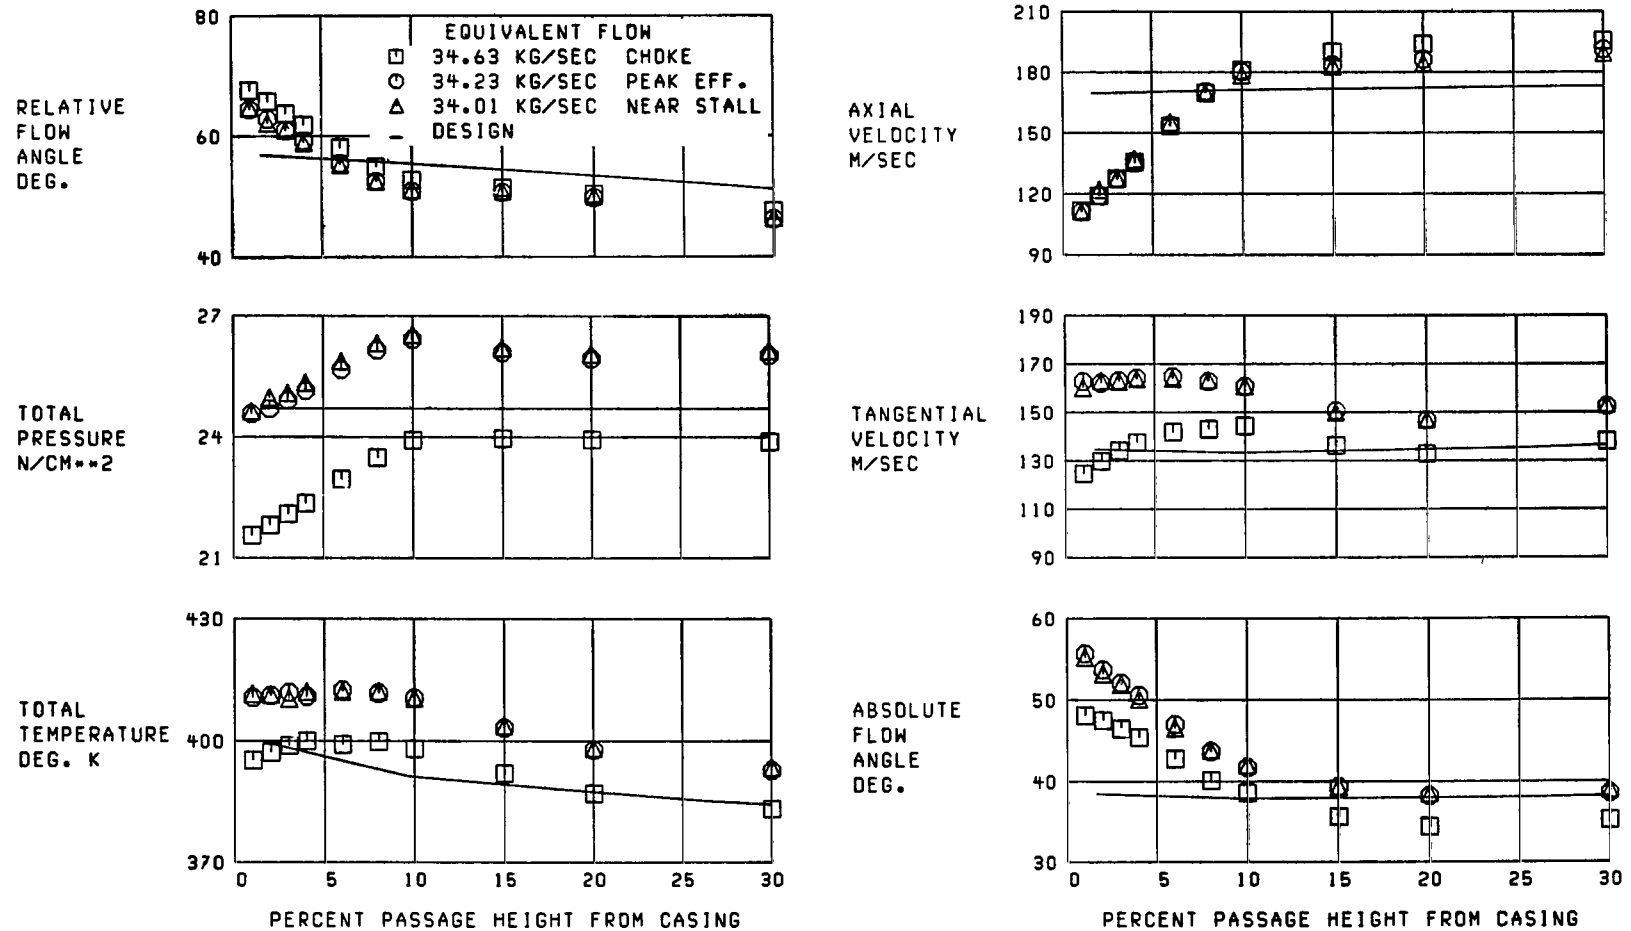 80
EQUIVALENT FLOW
34.63 KG/SEC CHOKE
34.23 KG/SEC PEAK EFF.
34.01 KG/SEC NEAR STALL
DESIGN
RELATIVE
FLOW
ANGLE
DEG.
60
40
210
180
150
120
90
AXIAL
VELOCITY
M/SEC
27
24
21
TOTAL
PRESSURE
N/CM**2
190
170
150
130
110
90
TANGENTIAL
VELOCITY
M/SEC
430
400
370
TOTAL
TEMPERATURE
DEG. K
0 5 10 15 20 30
PERCENT PASSAGE HEIGHT FROM CASING
60
50
40
30
ABSOLUTE
FLOW
ANGLE
DEG.
0 5 10 15 20 30
PERCENT PASSAGE HEIGHT FROM CASING